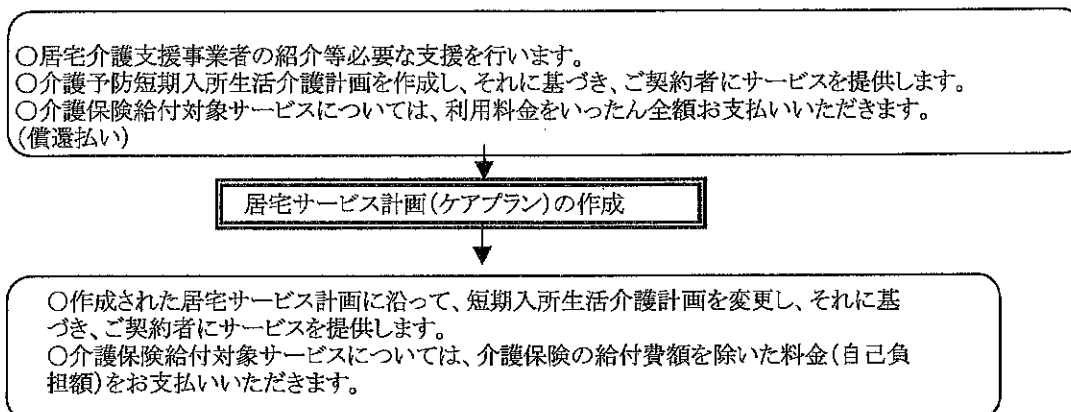 ○居宅介護支援事業者の紹介等必要な支援を行います。
○介護予防短期入所生活介護計画を作成し、それに基づき、ご契約者にサービスを提供します。
○介護保険給付対象サービスについては、利用料金をいったん全額お支払いいただきます。
(償還払い)
居宅サービス計画(ケアプラン)の作成
○作成された居宅サービス計画に沿って、短期入所生活介護計画を変更し、それに基
づき、ご契約者にサービスを提供します。
○介護保険給付対象サービスについては、介護保険の給付費額を除いた料金(自己負
担額)をお支払いいただきます。